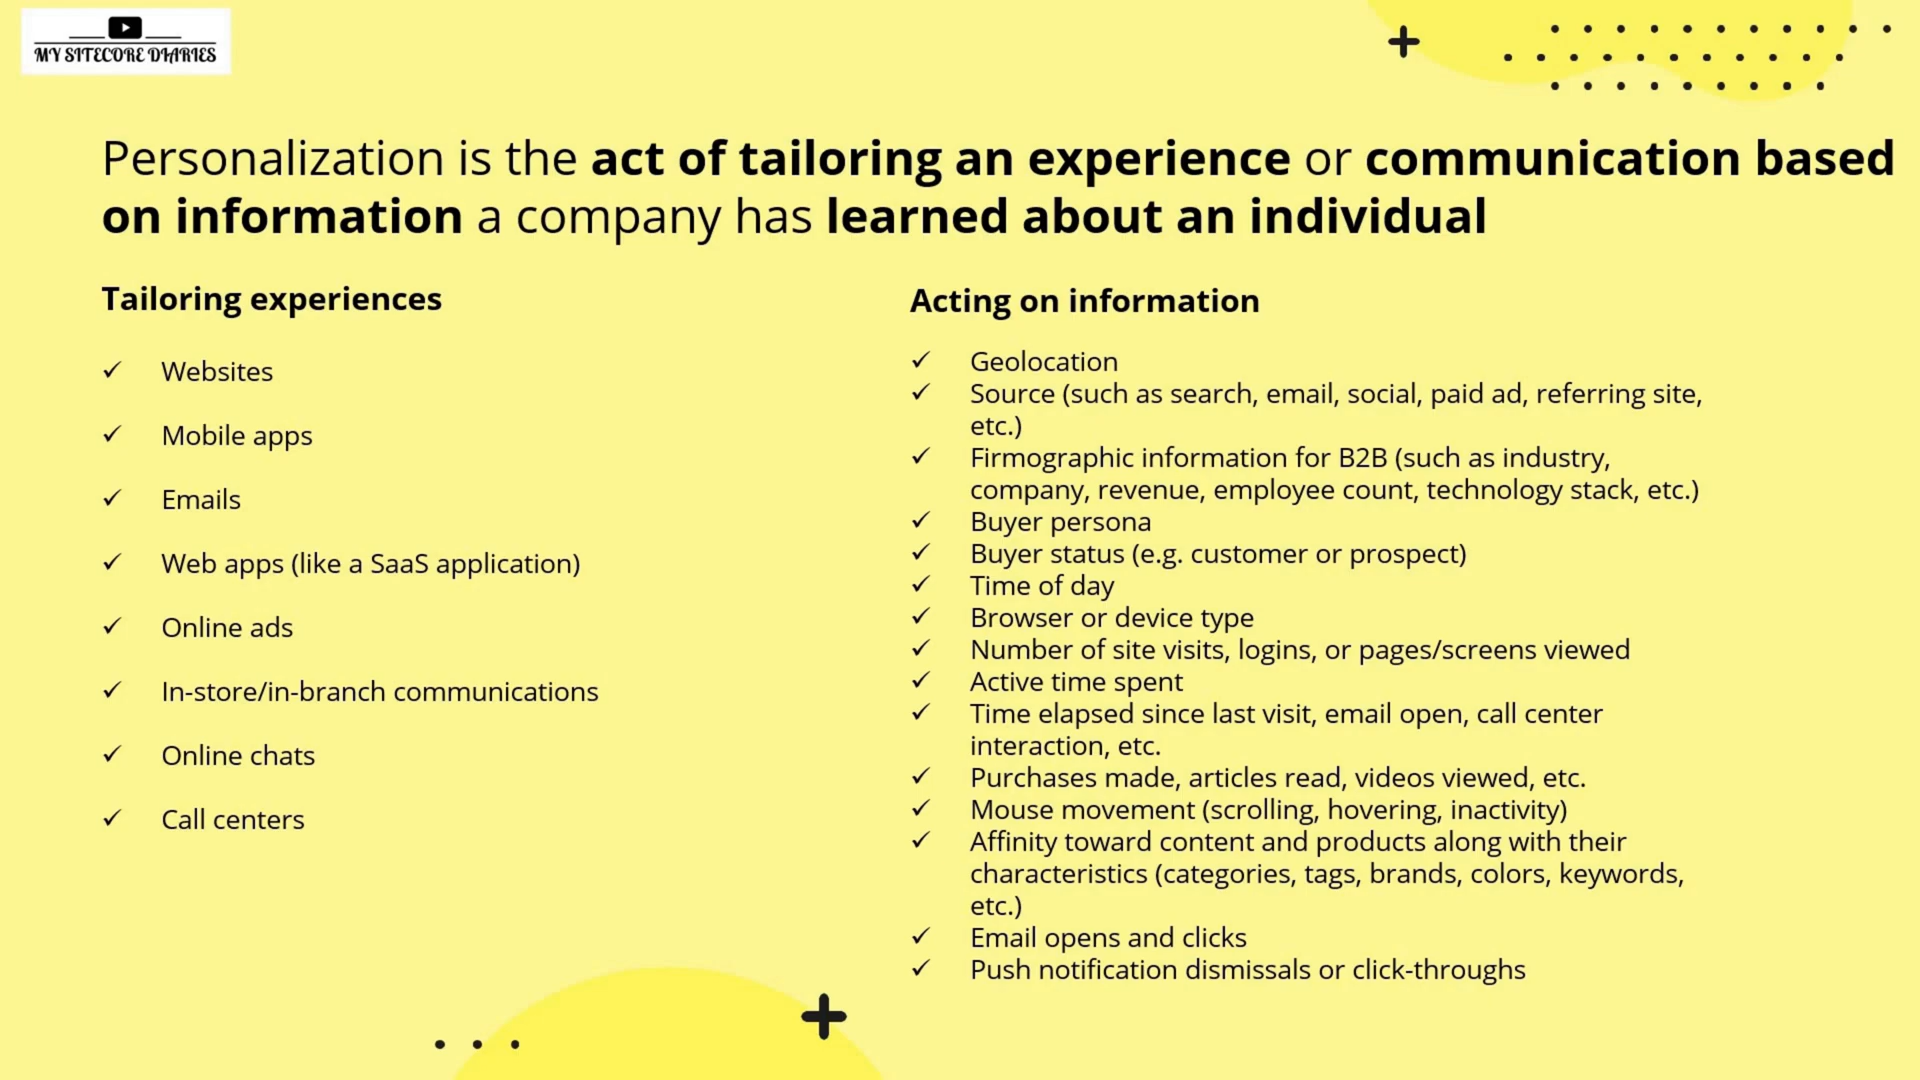 MY SITECORE DIARIES
Personalization is the act of tailoring an experience or communication based
on information a company has learned about an individual
Tailoring experiences
✓ Websites
✓ Mobile apps
✓ Emails
✓ Web apps (like a SaaS application)
✓ Online ads
✓ In-store/in-branch communications
✓ Online chats
✓ Call centers
Acting on information
✓ Geolocation
✓ Source (such as search, email, social, paid ad, referring site,
etc.)
✓ Firmographic information for B2B (such as industry,
company, revenue, employee count, technology stack, etc.)
✓ Buyer persona
✓ Buyer status (e.g. customer or prospect)
✓ Time of day
✓ Browser or device type
✓ Number of site visits, logins, or pages/screens viewed
✓ Active time spent
✓ Time elapsed since last visit, email open, call center
interaction, etc.
✓ Purchases made, articles read, videos viewed, etc.
✓ Mouse movement (scrolling, hovering, inactivity)
✓ Affinity toward content and products along with their
characteristics (categories, tags, brands, colors, keywords,
etc.)
✓ Email opens and clicks
✓ Push notification dismissals or click-throughs